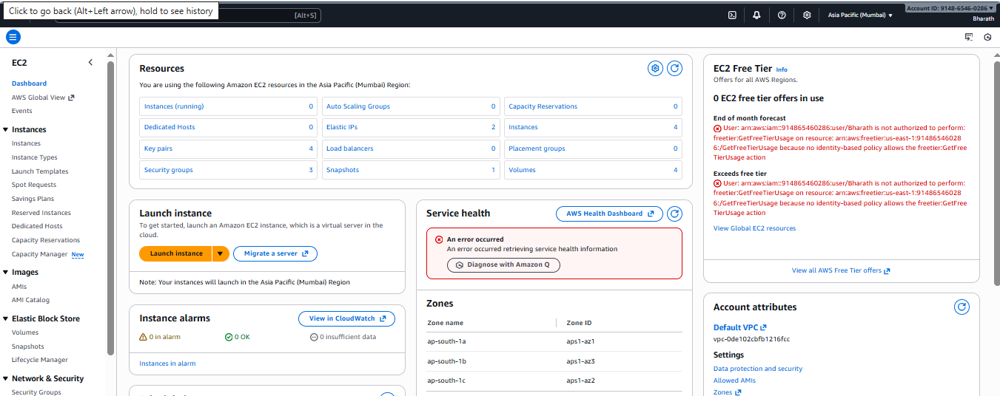 Click to go back (Alt+Left arrow), hold to see history
[Alt+S]
Asia Pacific (Mumbai) ▼
Account ID: 9148-6546-0286 ▼
Bharath
EC2
Dashboard
AWS Global View
Events
Instances
Instances
Instance Types
Launch Templates
Spot Requests
Savings Plans
Reserved Instances
Dedicated Hosts
Capacity Reservations
Capacity Manager New
Images
AMIs
AMI Catalog
Elastic Block Store
Volumes
Snapshots
Lifecycle Manager
Network & Security
Security Groups
Resources
You are using the following Amazon EC2 resources in the Asia Pacific (Mumbai) Region:
Instances (running) 0
Auto Scaling Groups 0
Capacity Reservations 0
Dedicated Hosts 0
Elastic IPs 2
Instances 4
Key pairs 4
Load balancers 0
Placement groups 0
Security groups 3
Snapshots 1
Volumes 4
Launch instance
To get started, launch an Amazon EC2 instance, which is a virtual server in the
cloud.
Launch instance
Migrate a server
Note: Your instances will launch in the Asia Pacific (Mumbai) Region
Instance alarms
View in CloudWatch
0 in alarm
0 OK
0 insufficient data
Instances in alarm
Service health
AWS Health Dashboard
An error occurred
An error occurred retrieving service health information
Diagnose with Amazon Q
Zones
Zone name Zone ID
ap-south-1a aps1-az1
ap-south-1b aps1-az3
ap-south-1c aps1-az2
EC2 Free Tier Info
Offers for all AWS Regions.
0 EC2 free tier offers in use
End of month forecast
User: arn:aws:iam::914865460286:user/Bharath is not authorized to perform:
freetier:GetFreeTierUsage on resource: arn:aws:freetier:us-east-1:91486546028
6:/GetFreeTierUsage because no identity-based policy allows the freetier:GetFree
TierUsage action
Exceeds free tier
User: arn:aws:iam::914865460286:user/Bharath is not authorized to perform:
freetier:GetFreeTierUsage on resource: arn:aws:freetier:us-east-1:91486546028
6:/GetFreeTierUsage because no identity-based policy allows the freetier:GetFree
TierUsage action
View Global EC2 resources
View all AWS Free Tier offers
Account attributes
Default VPC
vpc-0de102cbfb1216fcc
Settings
Data protection and security
Allowed AMIs
Zones